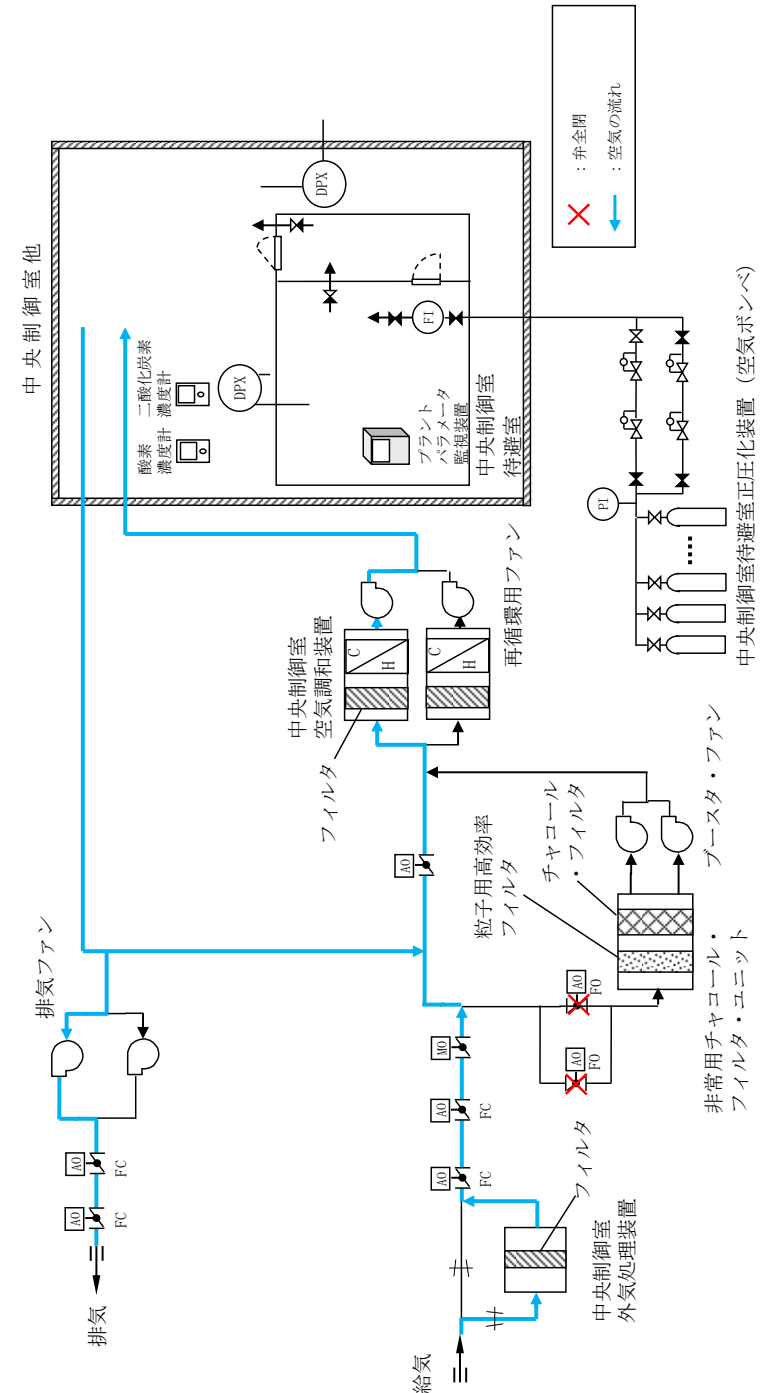 中央制御室他
酸素
濃度計
二酸化炭素
濃度計
DPX
DPX
FI
プラント
パラメータ
監視装置
中央制御室
待避室
：弁全閉
：空気の流れ
PI
中央制御室待避室正圧化装置（空気ボンベ）
中央制御室
空気調和装置
フィルタ
C
H
C
H
再循環用ファン
AO
粒子用高効率
フィルタ
チャコール
・フィルタ
ブースタ・ファン
非常用チャコール・
フィルタ・ユニット
AO
FO
AO
FO
排気ファン
AO
FC
AO
FC
排気
MO
AO
FC
AO
FC
フィルタ
中央制御室
外気処理装置
給気